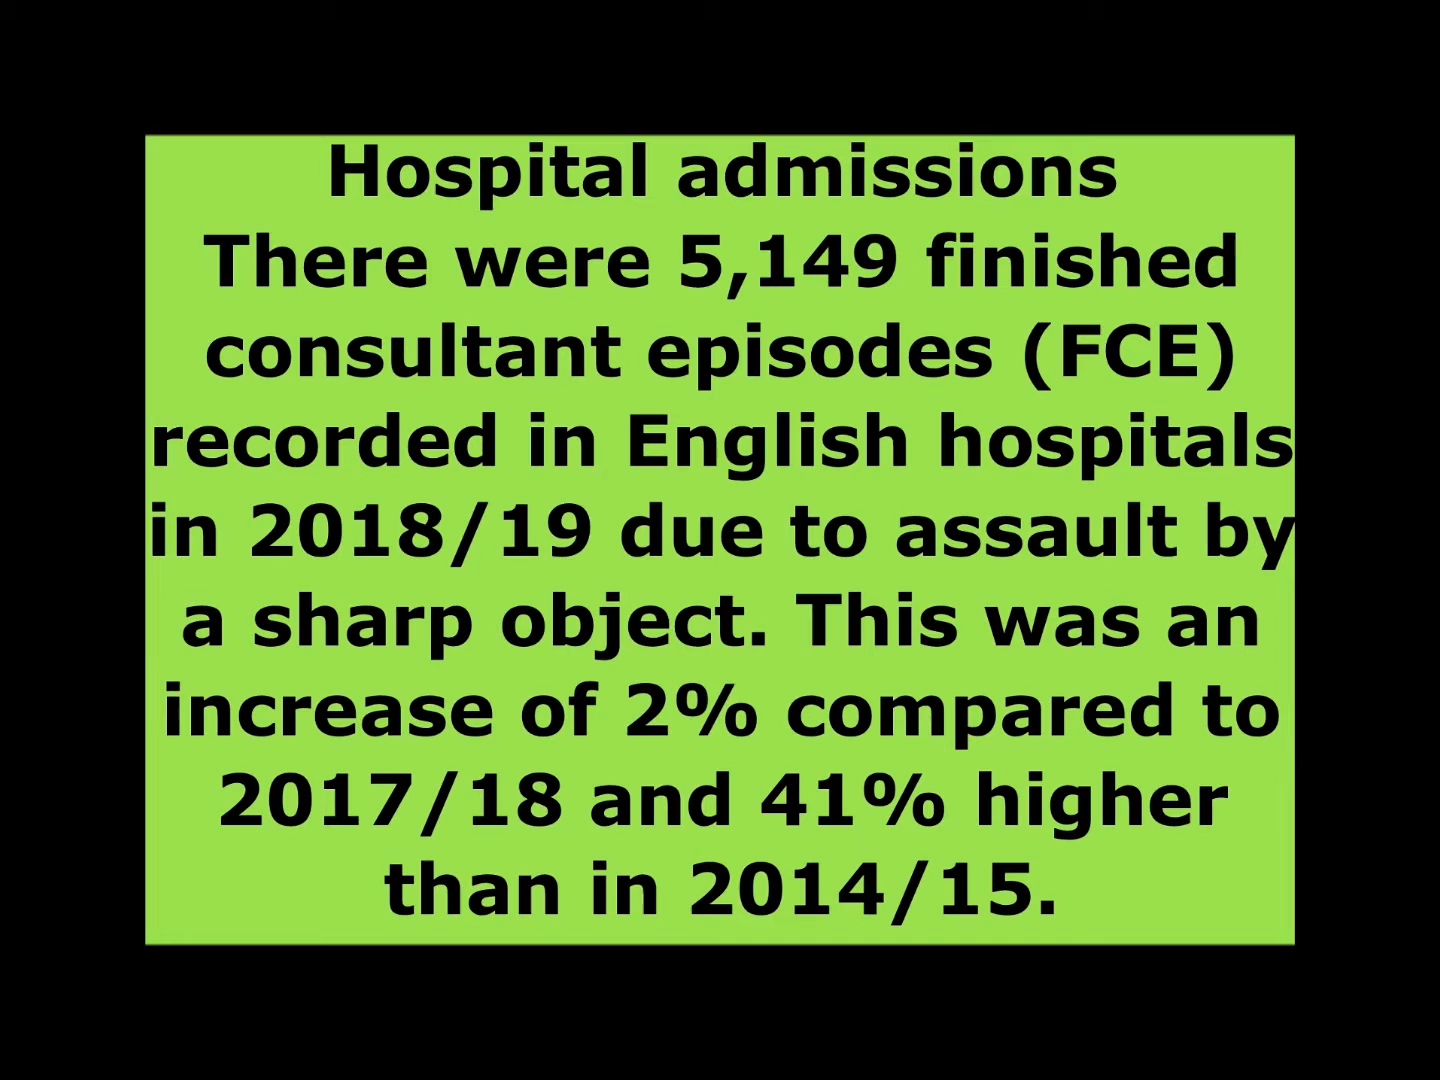 Hospital admissions
There were 5,149 finished
consultant episodes (FCE)
recorded in English hospitals
in 2018/19 due to assault by
a sharp object. This was an
increase of 2% compared to
2017/18 and 41% higher
than in 2014/15.